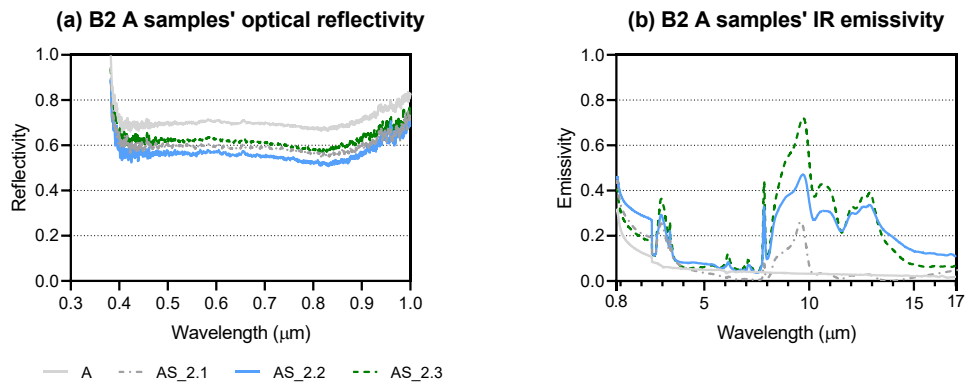 (a) B2 A samples' optical reflectivity
(b) B2 A samples' IR emissivity
Reflectivity
1.0
0.8
0.6
0.4
0.2
0.0
0.3 0.4 0.5 0.6 0.7 0.8 0.9 1.0
Wavelength (μm)
Emissivity
1.0
0.8
0.6
0.4
0.2
0.0
0.8 5 10 15 17
Wavelength (μm)
A AS_2.1 AS_2.2 AS_2.3